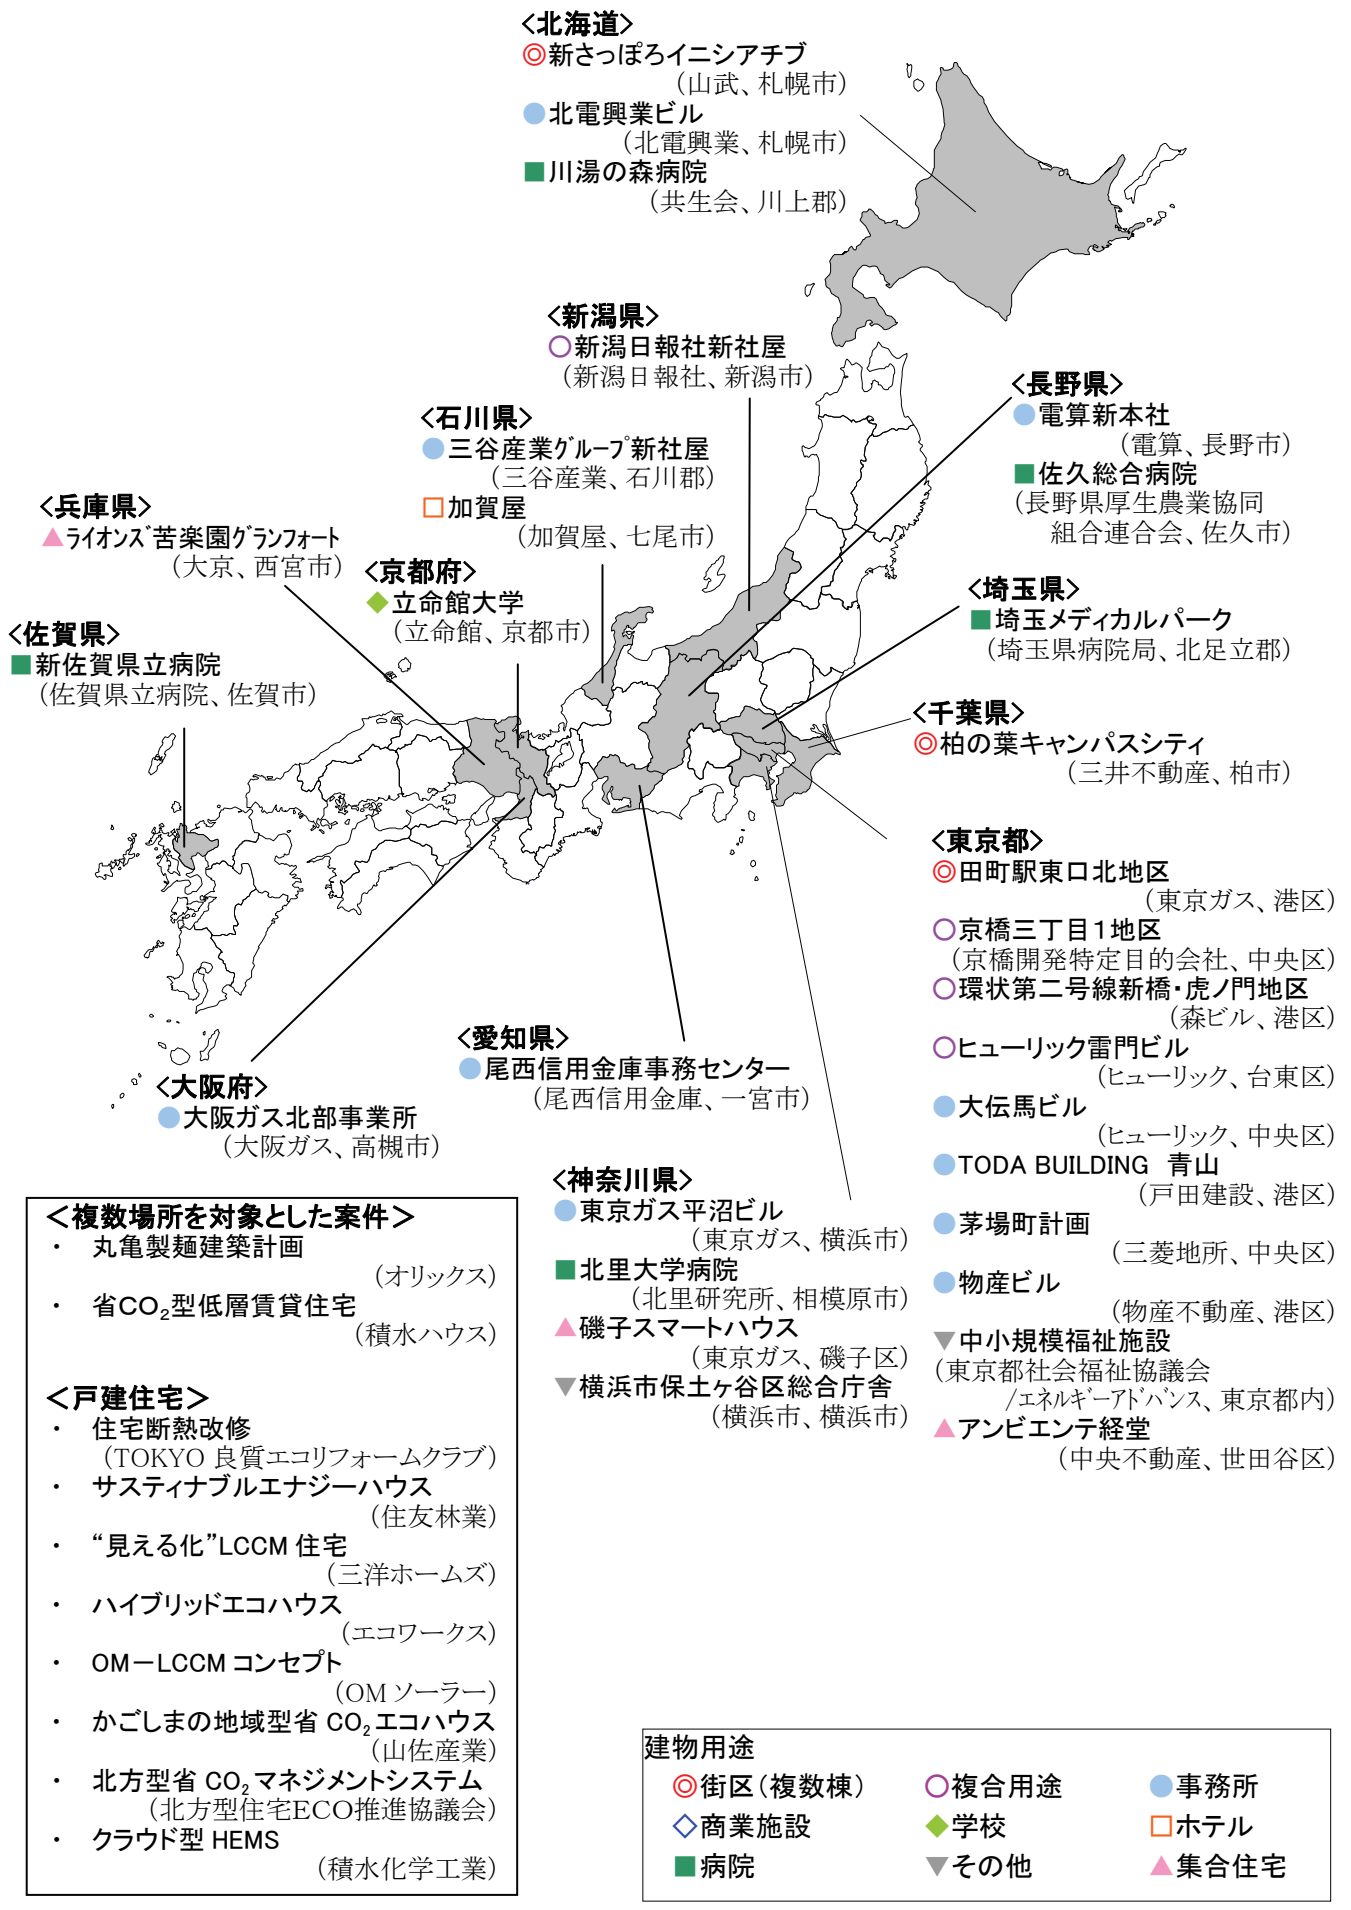 <北海道>
◎新さっぽろイニシアチブ
(山武、札幌市)
●北電興業ビル
(北電興業、札幌市)
■川湯の森病院
(共生会、川上郡)
<新潟県>
○新潟日報社新社屋
(新潟日報社、新潟市)
<長野県>
●電算新本社
(電算、長野市)
■佐久総合病院
(長野県厚生農業協同
組合連合会、佐久市)
<石川県>
●三谷産業グループ新社屋
(三谷産業、石川郡)
□加賀屋
(加賀屋、七尾市)
<兵庫県>
▲ライオンズ苦楽園グランフォート
(大京、西宮市)
<京都府>
◆立命館大学
(立命館、京都市)
<埼玉県>
■埼玉メディカルパーク
(埼玉県病院局、北足立郡)
<佐賀県>
■新佐賀県立病院
(佐賀県立病院、佐賀市)
<千葉県>
◎柏の葉キャンパスシティ
(三井不動産、柏市)
<東京都>
◎田町駅東口北地区
(東京ガス、港区)
○京橋三丁目1地区
(京橋開発特定目的会社、中央区)
○環状第二号線新橋・虎ノ門地区
(森ビル、港区)
○ヒューリック雷門ビル
(ヒューリック、台東区)
●大伝馬ビル
(ヒューリック、中央区)
●TODA BUILDING 青山
(戸田建設、港区)
●茅場町計画
(三菱地所、中央区)
●物産ビル
(物産不動産、港区)
▼中小規模福祉施設
(東京都社会福祉協議会
/エネルギーアドバンス、東京都内)
▲アンビエンテ経堂
(中央不動産、世田谷区)
<愛知県>
●尾西信用金庫事務センター
(尾西信用金庫、一宮市)
<大阪府>
●大阪ガス北部事業所
(大阪ガス、高槻市)
<神奈川県>
●東京ガス平沼ビル
(東京ガス、横浜市)
■北里大学病院
(北里研究所、相模原市)
▲磯子スマートハウス
(東京ガス、磯子区)
▼横浜市保土ヶ谷区総合庁舎
(横浜市、横浜市)
<複数場所を対象とした案件>
・ 丸亀製麺建築計画
(オリックス)
・ 省CO₂型低層賃貸住宅
(積水ハウス)
<戸建住宅>
・ 住宅断熱改修
(TOKYO 良質エコリフォームクラブ)
・ サスティナブルエナジーハウス
(住友林業)
・ “見える化”LCCM 住宅
(三洋ホームズ)
・ ハイブリッドエコハウス
(エコワークス)
・ OM-LCCM コンセプト
(OM ソーラー)
・ かごしまの地域型省 CO₂エコハウス
(山佐産業)
・ 北方型省 CO₂マネジメントシステム
(北方型住宅ECO推進協議会)
・ クラウド型 HEMS
(積水化学工業)
建物用途
◎街区(複数棟) ○複合用途 ●事務所
◇商業施設 ◆学校 □ホテル
■病院 ▼その他 ▲集合住宅